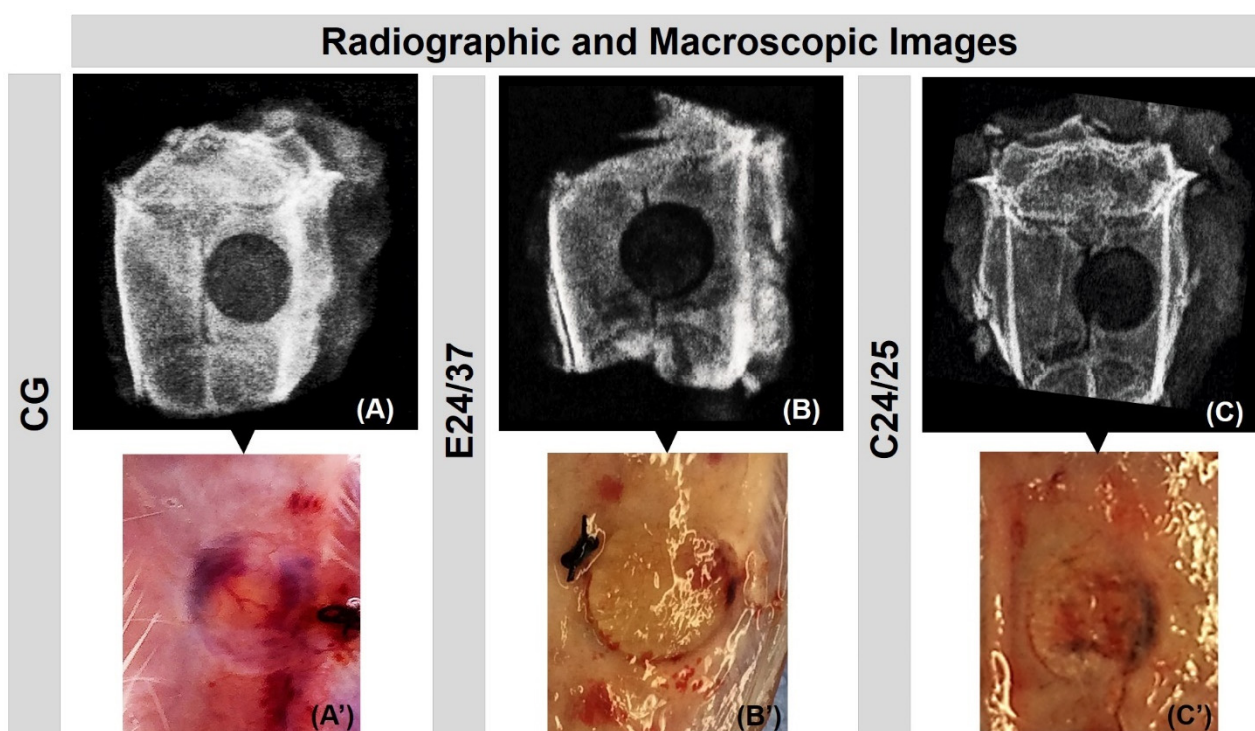 Radiographic and Macroscopic Images
CG
(A)
E24/37
(B)
C24/25
(C)
(A’)
(B’)
(C’)